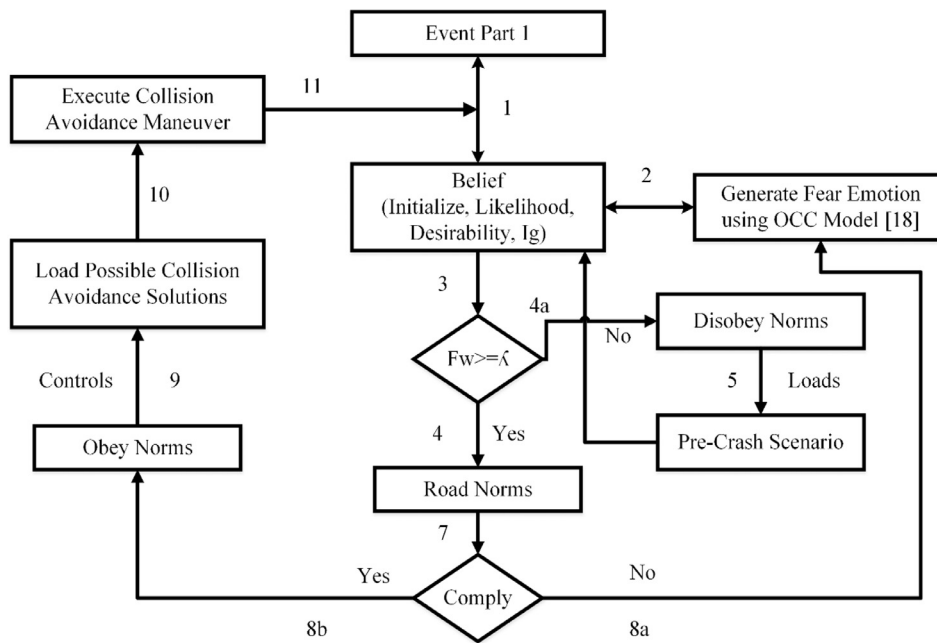 Event Part 1
11
1
Execute Collision
Avoidance Maneuver
10
Belief
(Initialize, Likelihood,
Desirability, Ig)
2
Generate Fear Emotion
using OCC Model [18]
Load Possible Collision
Avoidance Solutions
3
4a
No
Disobey Norms
Fw>=ʎ
5
Loads
Controls
9
4
Yes
Pre-Crash Scenario
Obey Norms
Road Norms
7
Yes
Comply
No
8b
8a